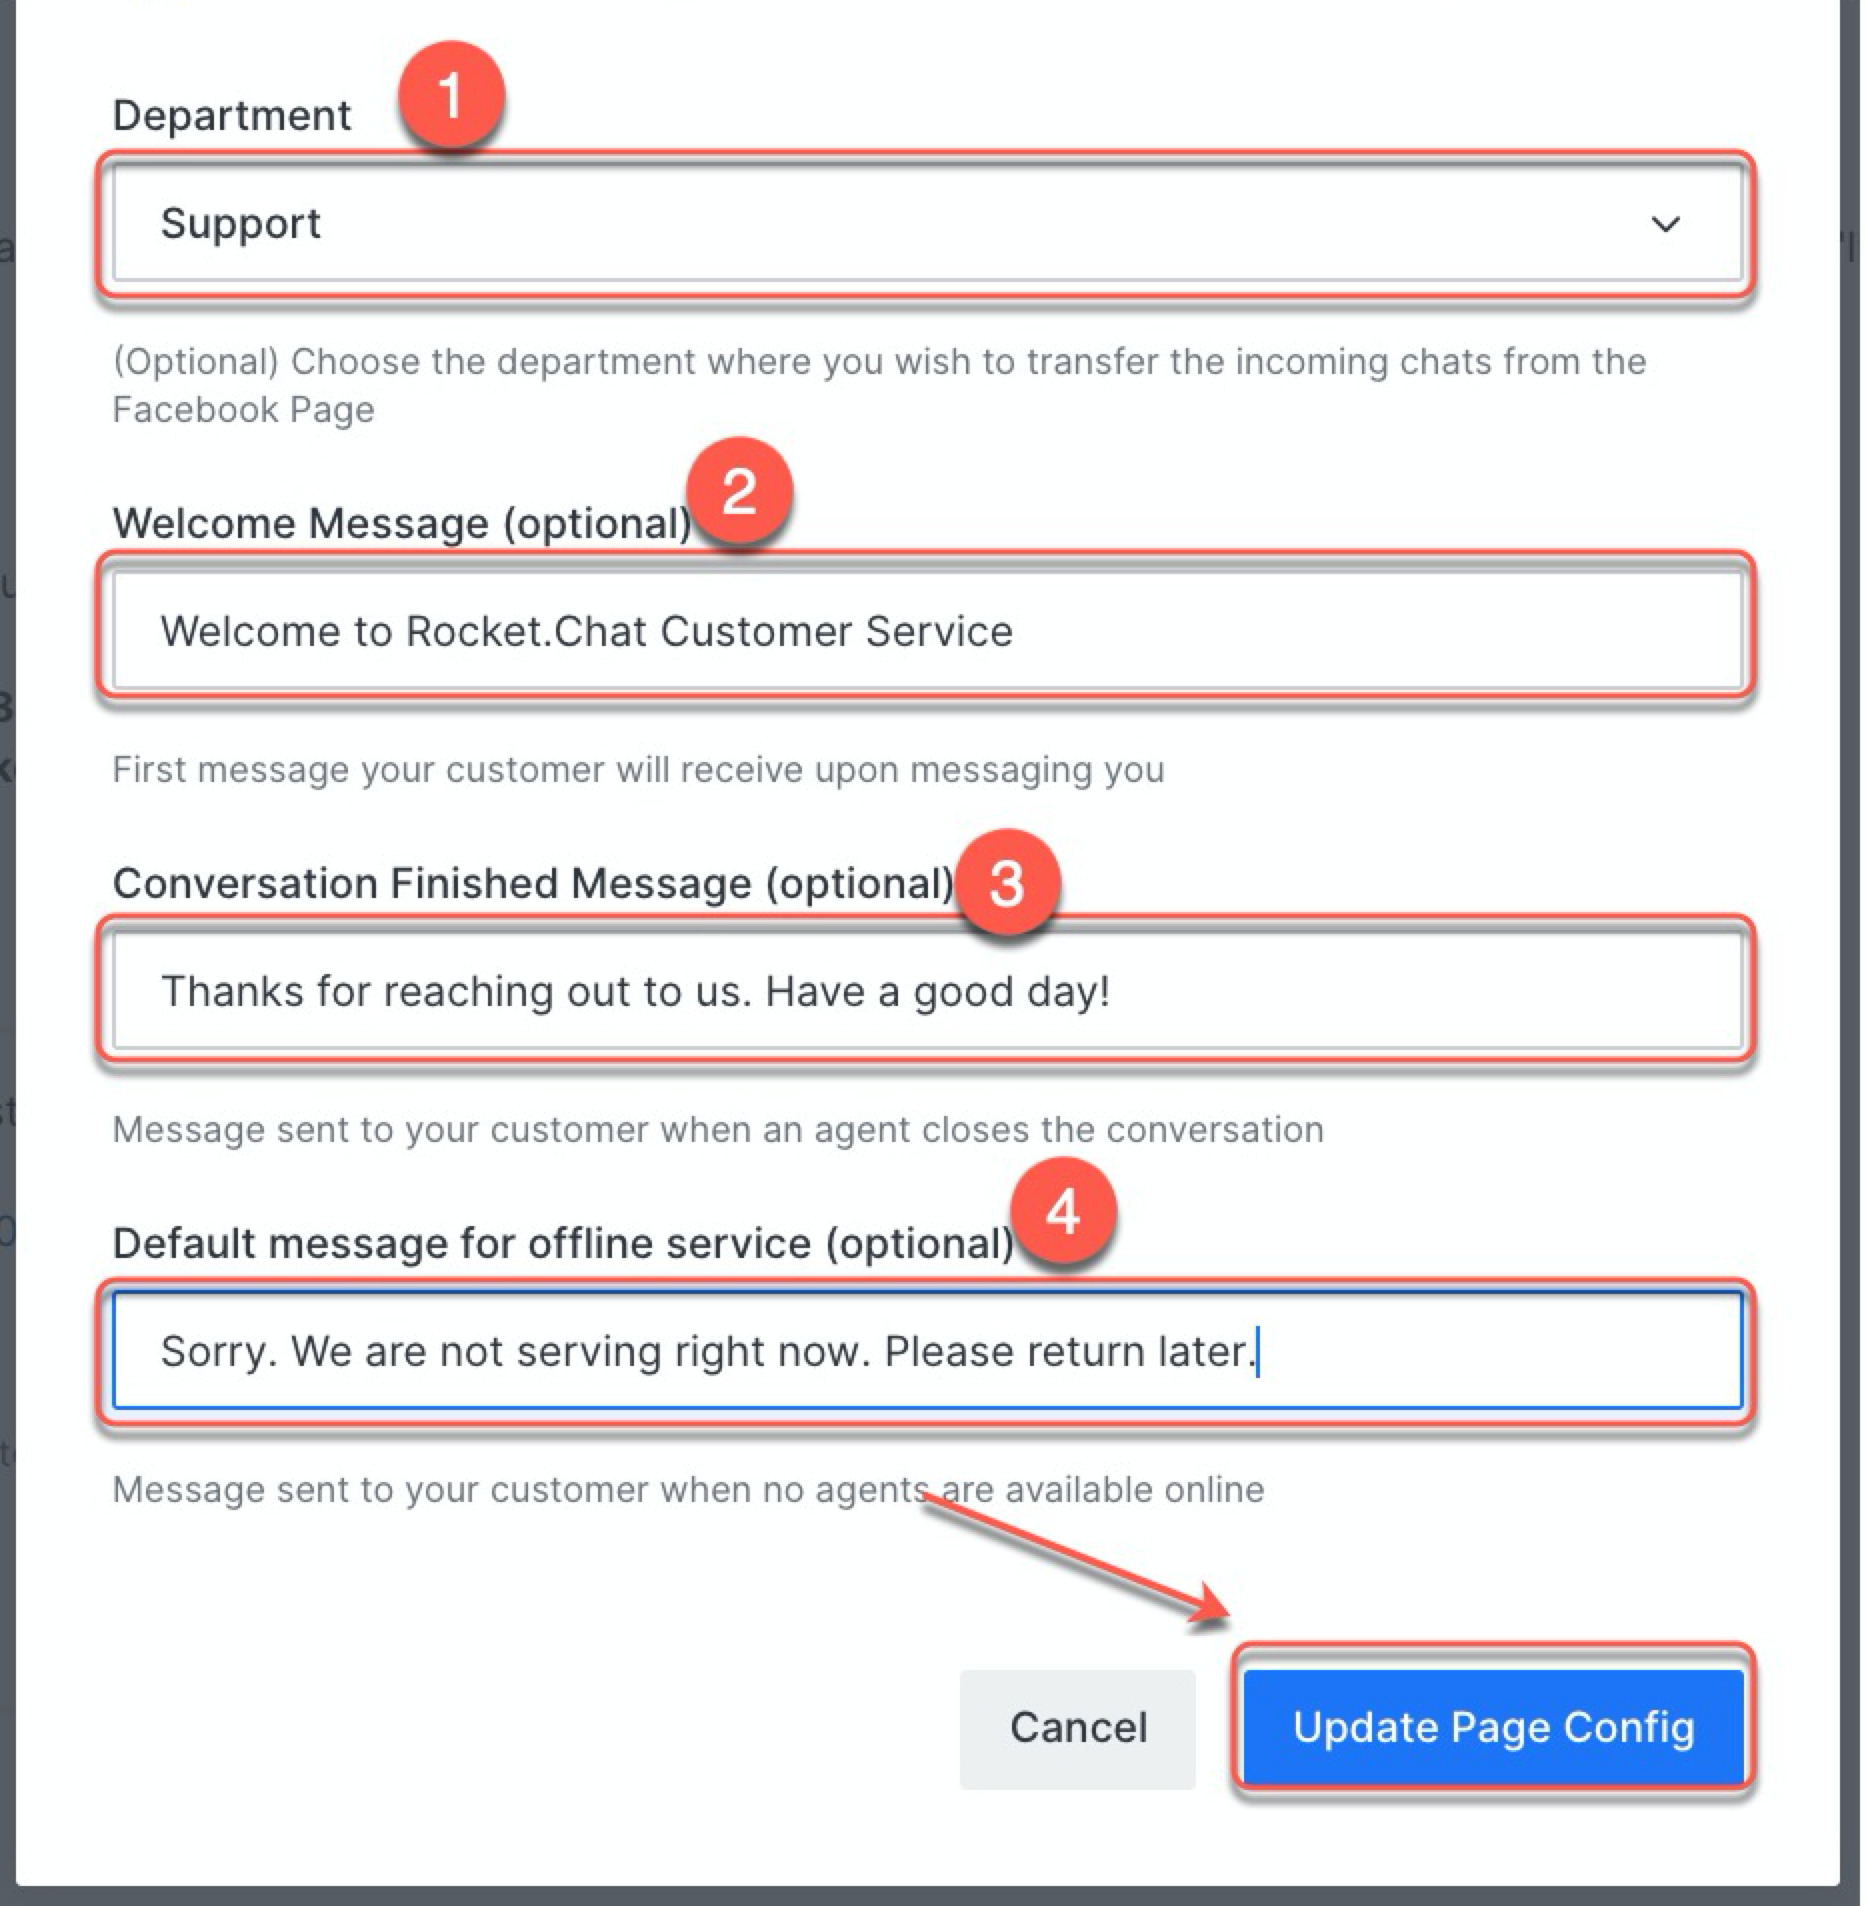 Department
1
Support
(Optional) Choose the department where you wish to transfer the incoming chats from the
Facebook Page
Welcome Message (optional)
2
Welcome to Rocket.Chat Customer Service
First message your customer will receive upon messaging you
Conversation Finished Message (optional)
3
Thanks for reaching out to us. Have a good day!
Message sent to your customer when an agent closes the conversation
Default message for offline service (optional)
4
Sorry. We are not serving right now. Please return later.
Message sent to your customer when no agents are available online
Cancel
Update Page Config